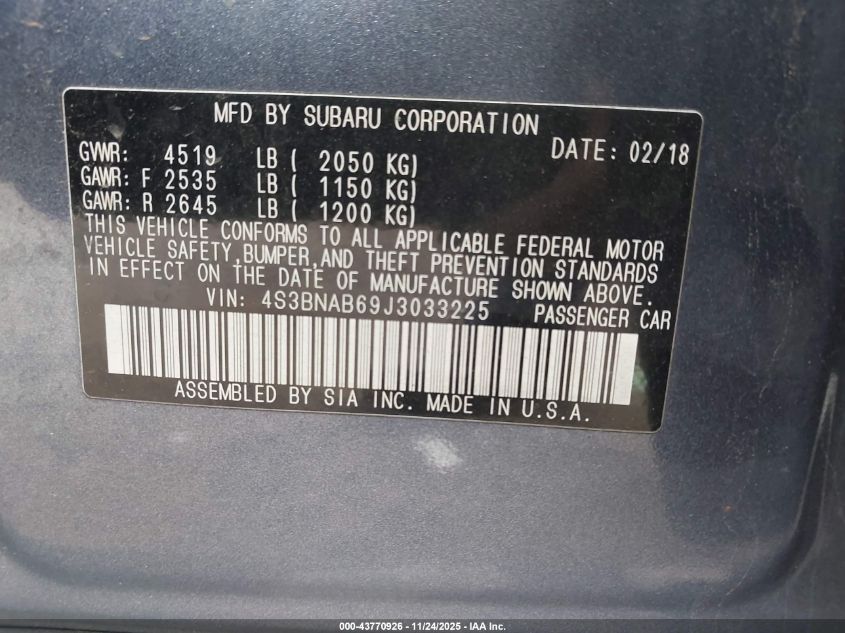 MFD BY SUBARU CORPORATION
DATE: 02/18
GVWR: 4519 LB ( 2050 KG)
GAWR: F 2535 LB ( 1150 KG)
GAWR: R 2645 LB ( 1200 KG)
THIS VEHICLE CONFORMS TO ALL APPLICABLE FEDERAL MOTOR
VEHICLE SAFETY,BUMPER,AND THEFT PREVENTION STANDARDS
IN EFFECT ON THE DATE OF MANUFACTURE SHOWN ABOVE.
VIN: 4S3BNAB69J3033225 PASSENGER CAR
ASSEMBLED BY SIA INC. MADE IN U.S.A.
000-43770926 - 11/24/2025 - IAA Inc.